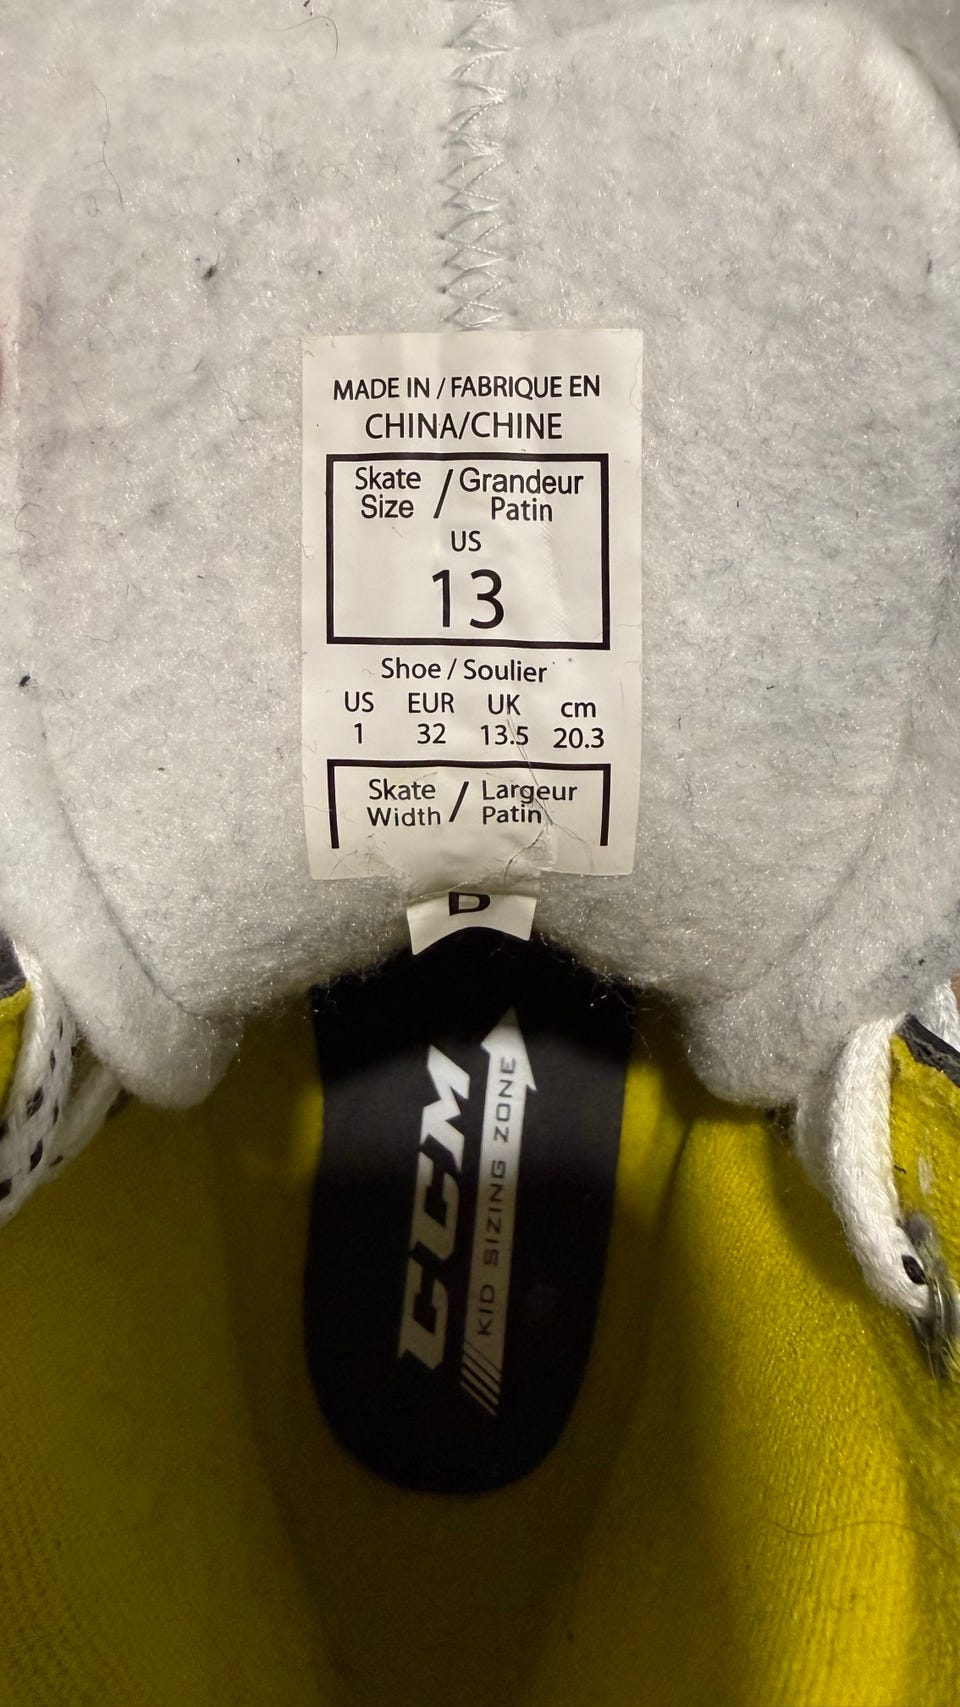 MADE IN / FABRIQUE EN
CHINA/CHINE
Skate Size / Grandeur Patin
US
13
Shoe / Soulier
US EUR UK cm
1 32 13.5 20.3
Skate Width / Largeur Patin
D
CCM
KID SIZING ZONE